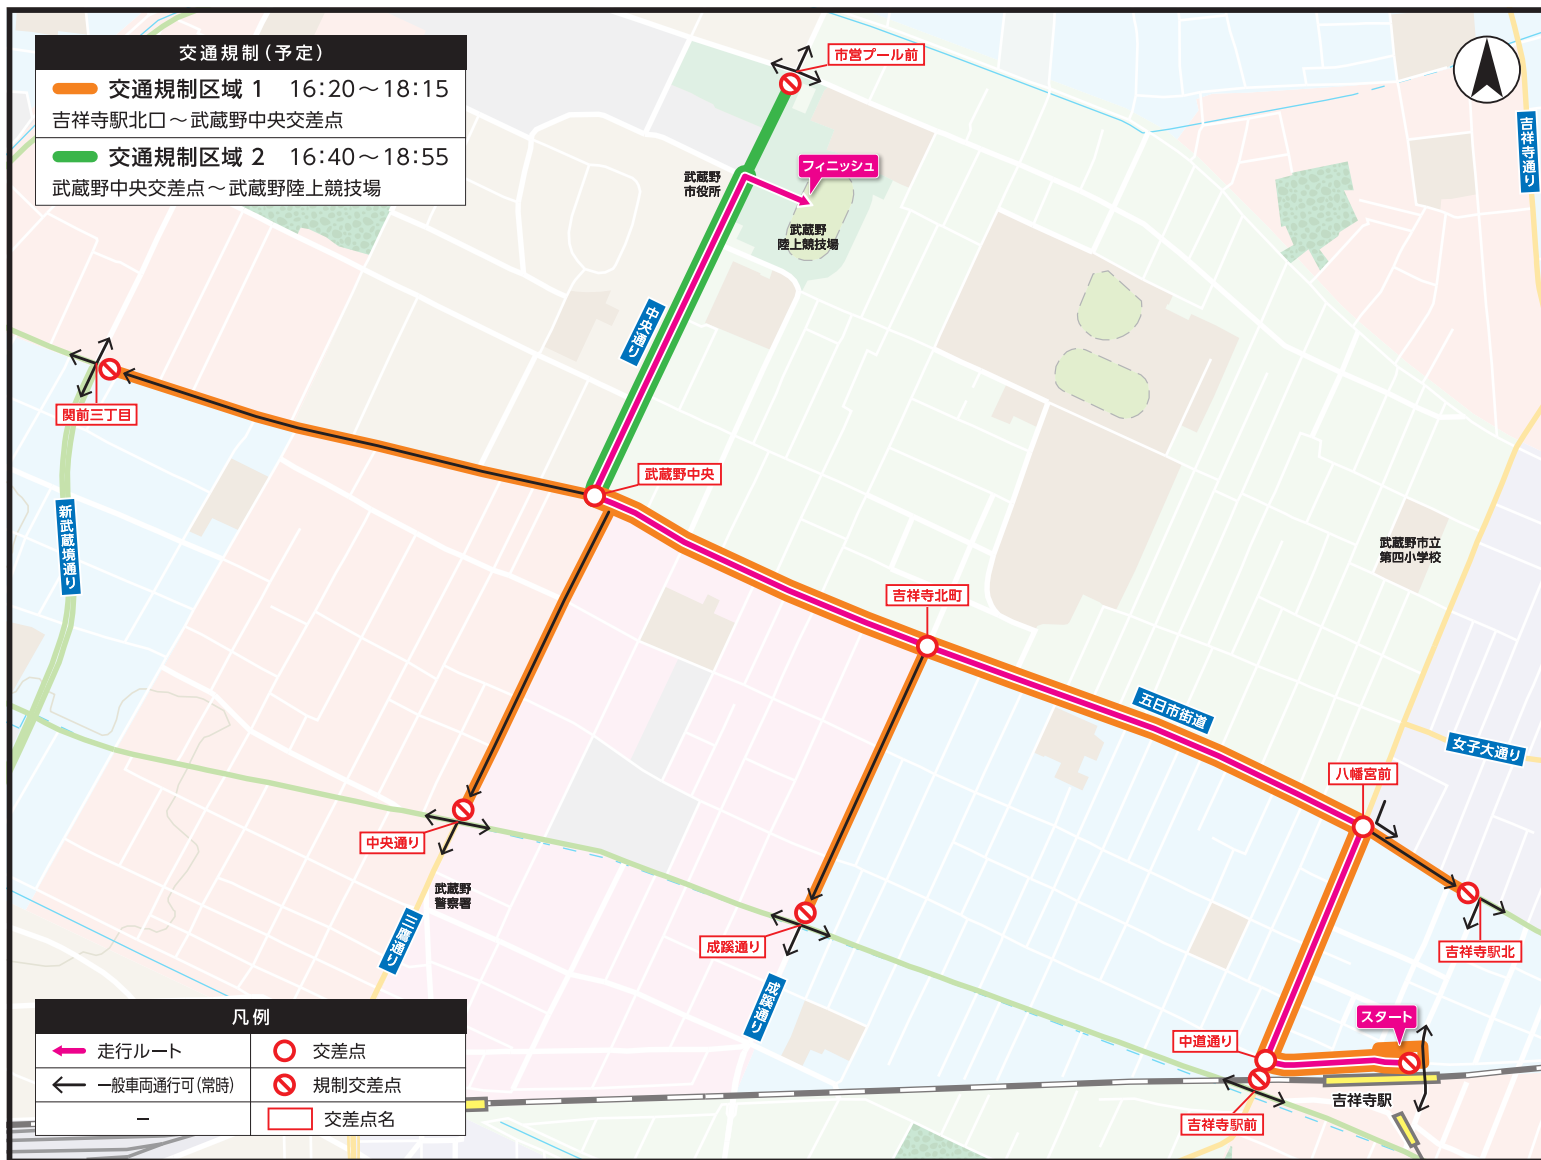 交通規制(予定)
交通規制区域 1 16:20～18:15
吉祥寺駅北口～武蔵野中央交差点
交通規制区域 2 16:40～18:55
武蔵野中央交差点～武蔵野陸上競技場
市営プール前
吉祥寺通り
フィニッシュ
武蔵野
市役所
武蔵野
陸上競技場
中央通り
関前三丁目
武蔵野中央
新武蔵境通り
武蔵野市立
第四小学校
吉祥寺北町
五日市街道
女子大通り
八幡宮前
中央通り
武蔵野
警察署
三鷹通り
成蹊通り
吉祥寺駅北
成蹊通り
スタート
中道通り
吉祥寺駅
吉祥寺駅前
凡例
走行ルート
交差点
一般車両通行可(常時)
規制交差点
－
交差点名